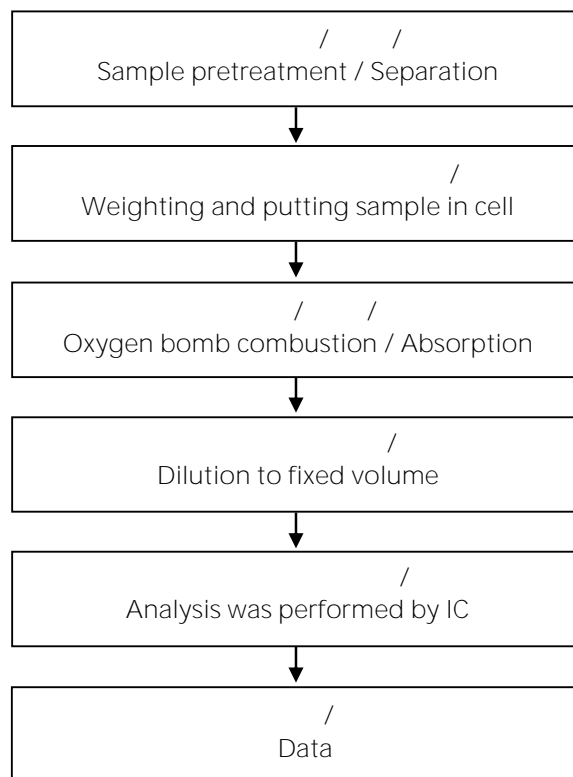 / /
Sample pretreatment / Separation
/
Weighting and putting sample in cell
/ /
Oxygen bomb combustion / Absorption
/
Dilution to fixed volume
/
Analysis was performed by IC
/
Data